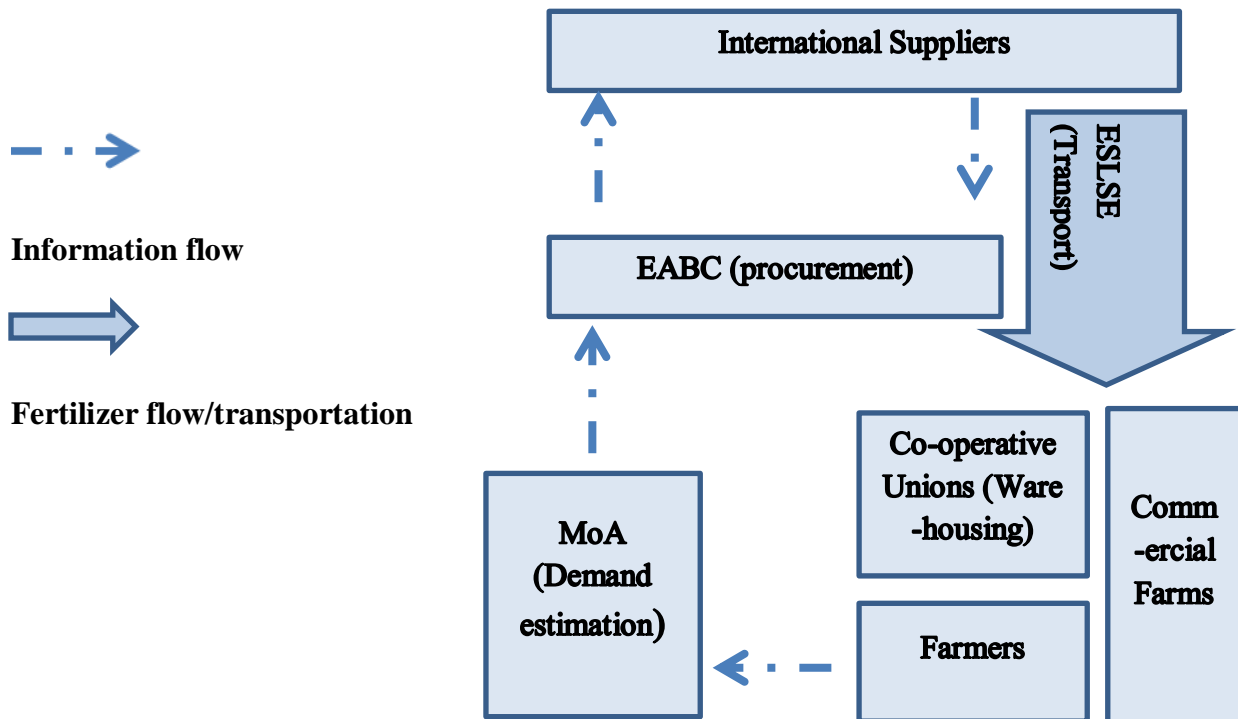 International Suppliers
ESLSE
(Transport)
Information flow
EABC (procurement)
Fertilizer flow/transportation
Co-operative
Unions (Ware
-housing)
Comm
-ercial
Farms
MoA
(Demand
estimation)
Farmers